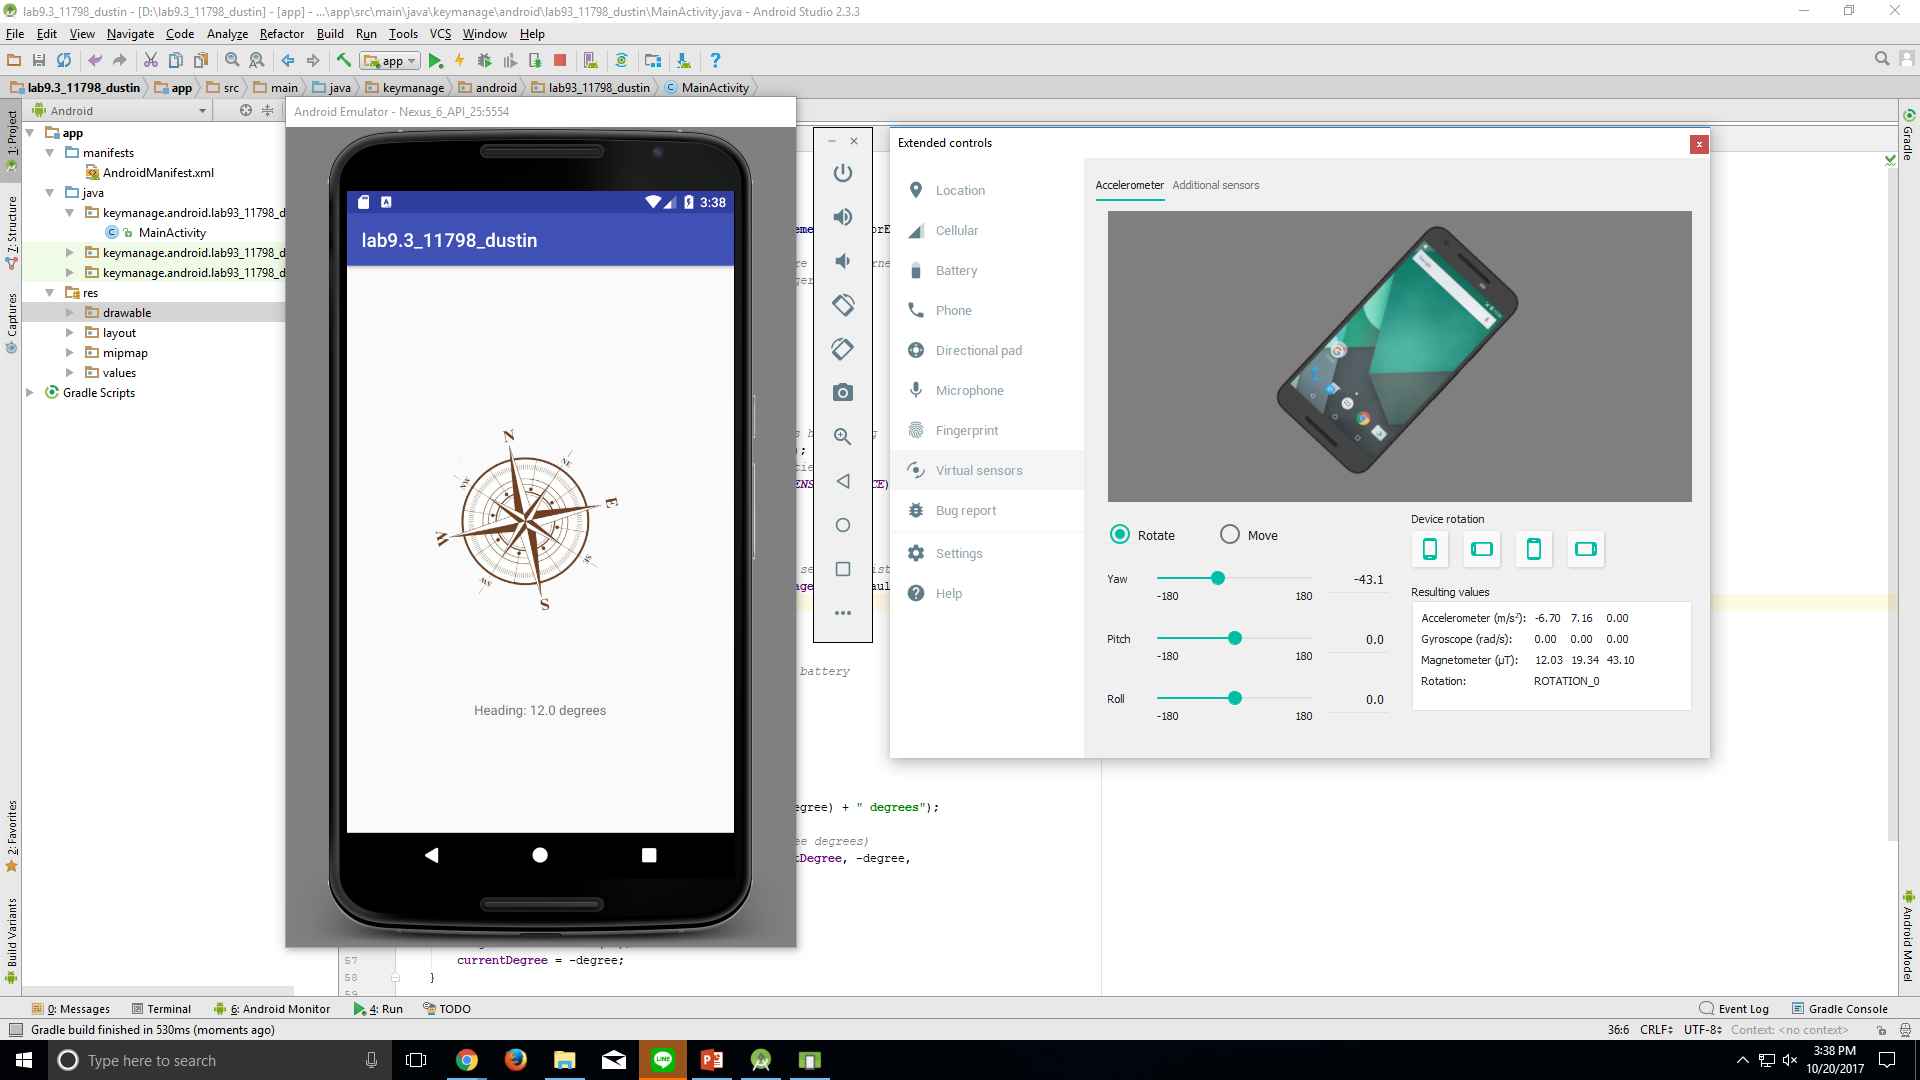 lab9.3_11798_dustin - [D:\lab9.3_11798_dustin] - [app] - ...\app\src\main\java\keymanage\android\lab93_11798_dustin\MainActivity.java - Android Studio 2.3.3
File Edit View Navigate Code Analyze Refactor Build Run Tools VCS Window Help
app
lab9.3_11798_dustin app src main java keymanage android lab93_11798_dustin MainActivity
Android
1: Project
7: Structure
Captures
2: Favorites
Build Variants
app
manifests
AndroidManifest.xml
java
keymanage.android.lab93_11798_d
MainActivity
keymanage.android.lab93_11798_d
keymanage.android.lab93_11798_d
res
drawable
layout
mipmap
values
Gradle Scripts
Android Emulator - Nexus_6_API_25:5554
3:38
lab9.3_11798_dustin
N
NE
E
SE
S
SW
W
NW
Heading: 12.0 degrees
battery
egree) + " degrees");
ee degrees)
tDegree, -degree,
57 currentDegree = -degree;
58 }
59
Extended controls
Location
Cellular
Battery
Phone
Directional pad
Microphone
Fingerprint
Virtual sensors
Bug report
Settings
Help
Accelerometer Additional sensors
Rotate Move
Yaw -43.1
-180 180
Pitch 0.0
-180 180
Roll 0.0
-180 180
Device rotation
Resulting values
Accelerometer (m/s²): -6.70 7.16 0.00
Gyroscope (rad/s): 0.00 0.00 0.00
Magnetometer (µT): 12.03 19.34 43.10
Rotation: ROTATION_0
Gradle
Android Model
0: Messages Terminal 6: Android Monitor 4: Run TODO Event Log Gradle Console
Gradle build finished in 530ms (moments ago) 36:6 CRLF UTF-8 Context: <no context>
Type here to search
3:38 PM
10/20/2017